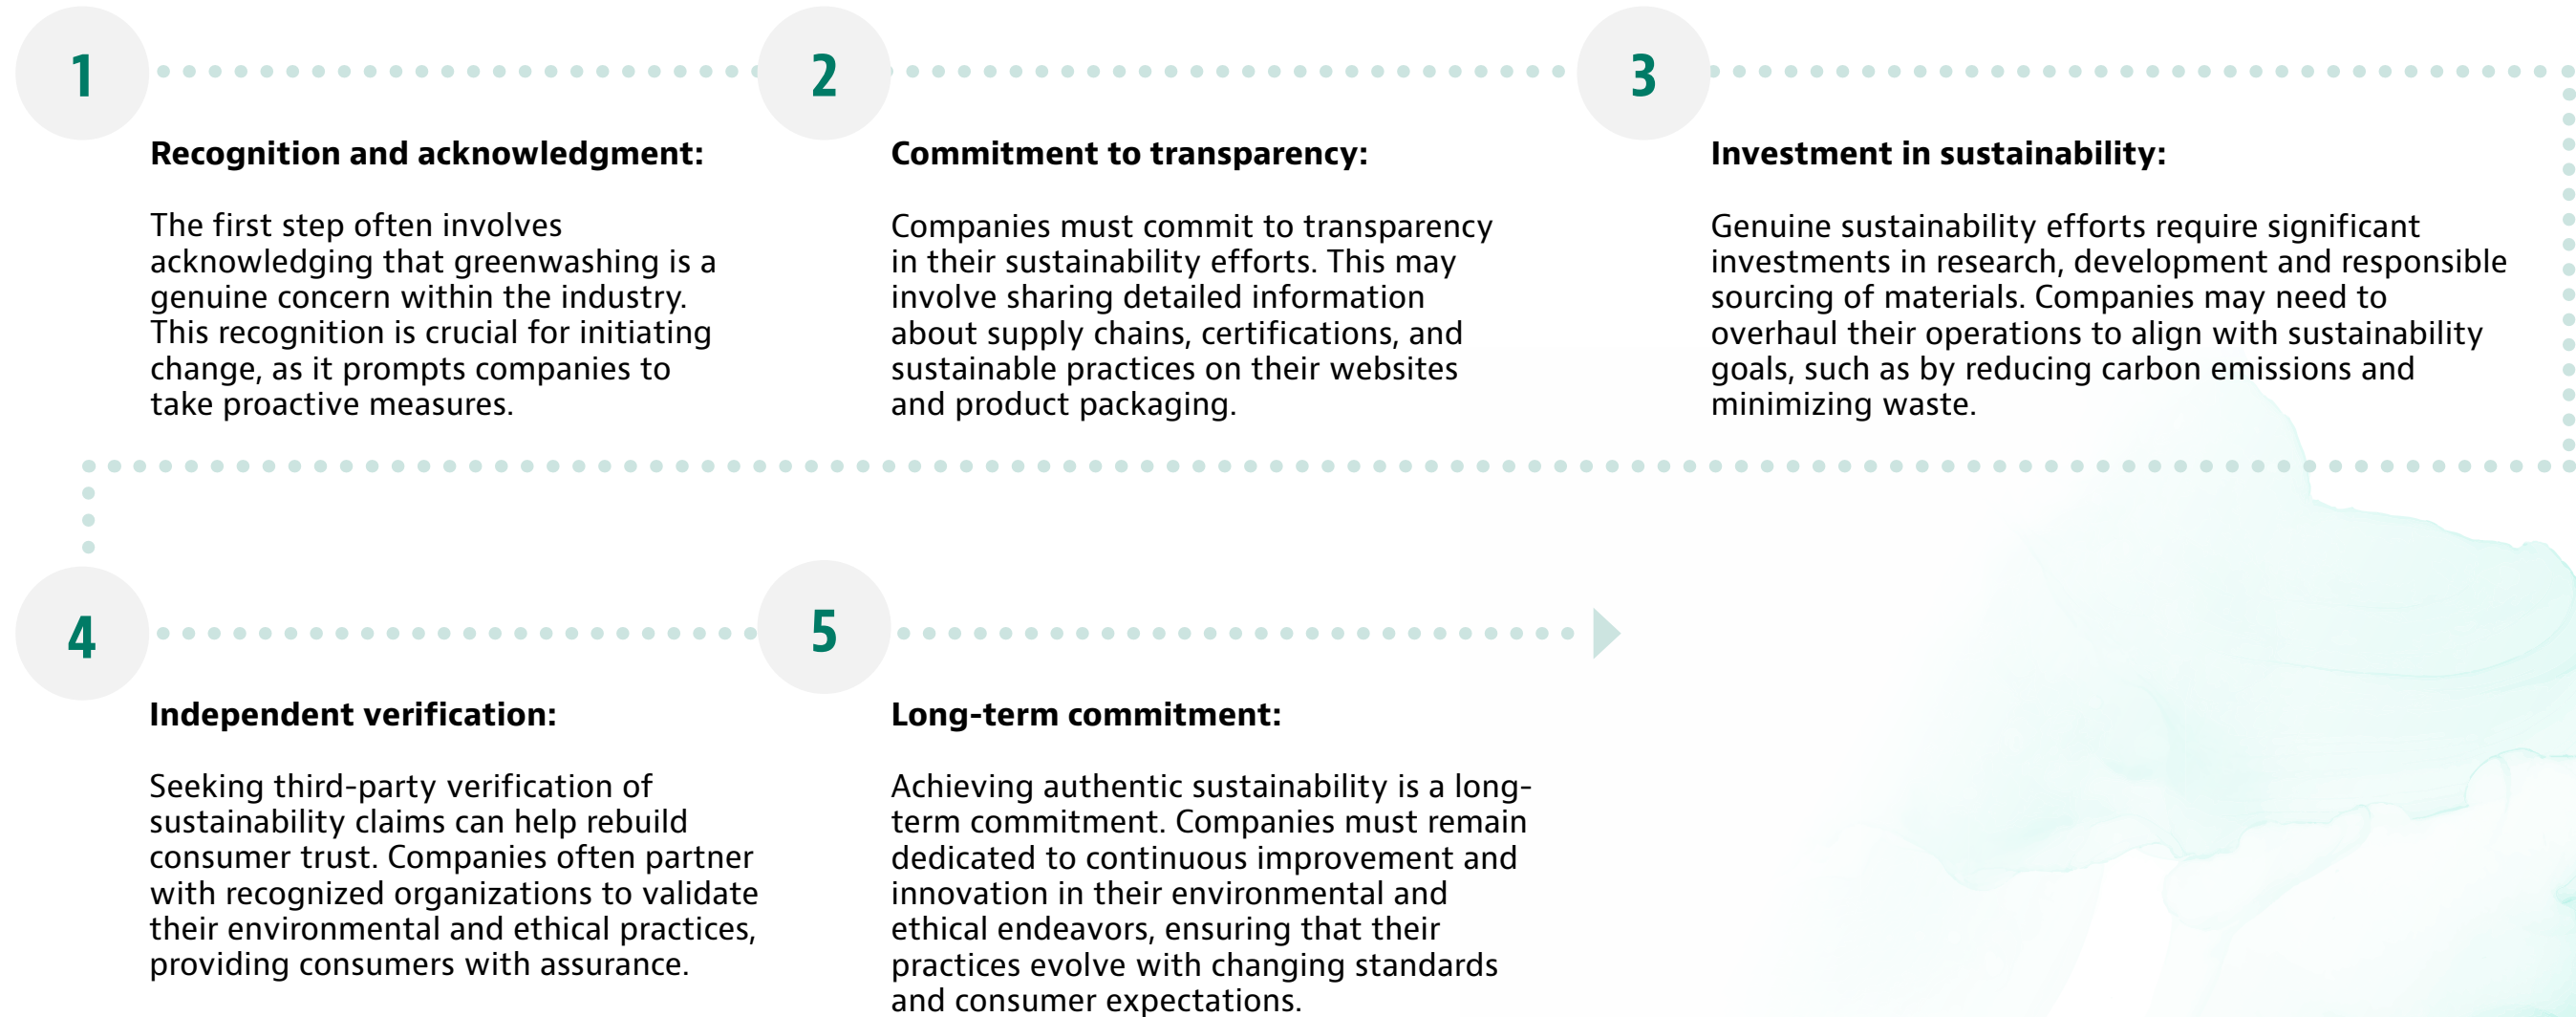 1
Recognition and acknowledgment:
The first step often involves
acknowledging that greenwashing is a
genuine concern within the industry.
This recognition is crucial for initiating
change, as it prompts companies to
take proactive measures.
2
Commitment to transparency:
Companies must commit to transparency
in their sustainability efforts. This may
involve sharing detailed information
about supply chains, certifications, and
sustainable practices on their websites
and product packaging.
3
Investment in sustainability:
Genuine sustainability efforts require significant
investments in research, development and responsible
sourcing of materials. Companies may need to
overhaul their operations to align with sustainability
goals, such as by reducing carbon emissions and
minimizing waste.
4
Independent verification:
Seeking third-party verification of
sustainability claims can help rebuild
consumer trust. Companies often partner
with recognized organizations to validate
their environmental and ethical practices,
providing consumers with assurance.
5
Long-term commitment:
Achieving authentic sustainability is a long-
term commitment. Companies must remain
dedicated to continuous improvement and
innovation in their environmental and
ethical endeavors, ensuring that their
practices evolve with changing standards
and consumer expectations.